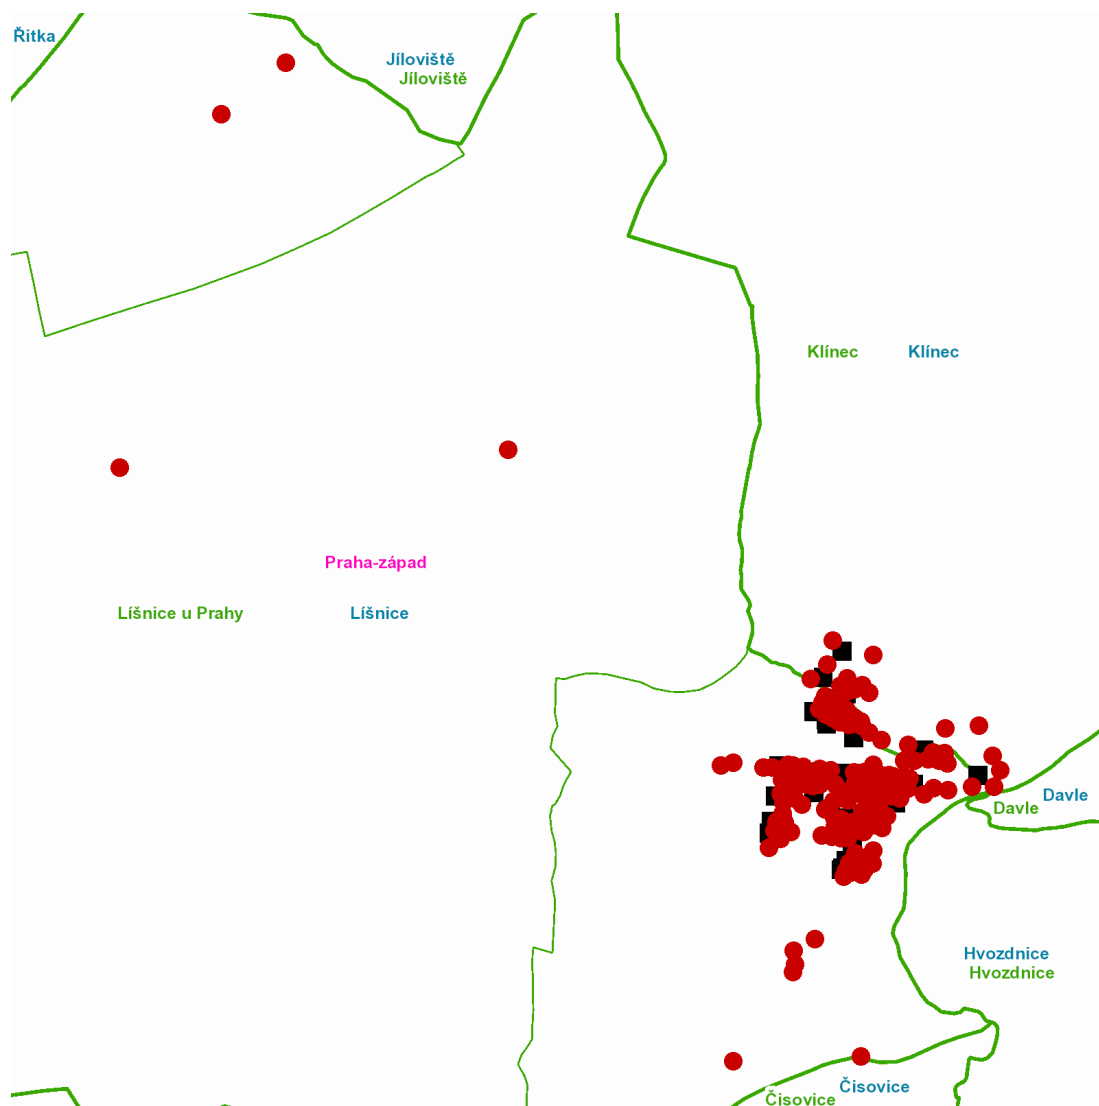 Řitka
Jíloviště
Jíloviště
Klínec
Klínec
Praha-západ
Líšnice u Prahy
Líšnice
Davle
Davle
Hvozdnice
Hvozdnice
Čisovice
Čisovice